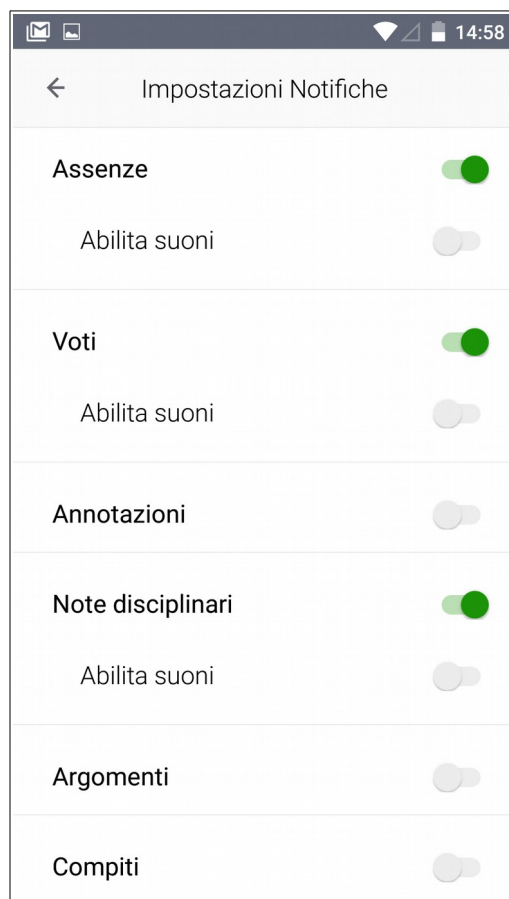 14:58
Impostazioni Notifiche
Assenze
Abilita suoni
Voti
Abilita suoni
Annotazioni
Note disciplinari
Abilita suoni
Argomenti
Compiti